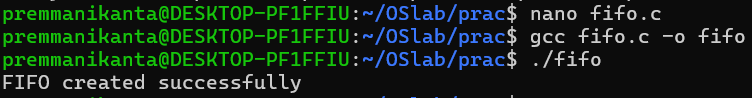 premmanikanta@DESKTOP-PF1FFIU:~/OSlab/prac$ nano fifo.c
premmanikanta@DESKTOP-PF1FFIU:~/OSlab/prac$ gcc fifo.c -o fifo
premmanikanta@DESKTOP-PF1FFIU:~/OSlab/prac$ ./fifo
FIFO created successfully